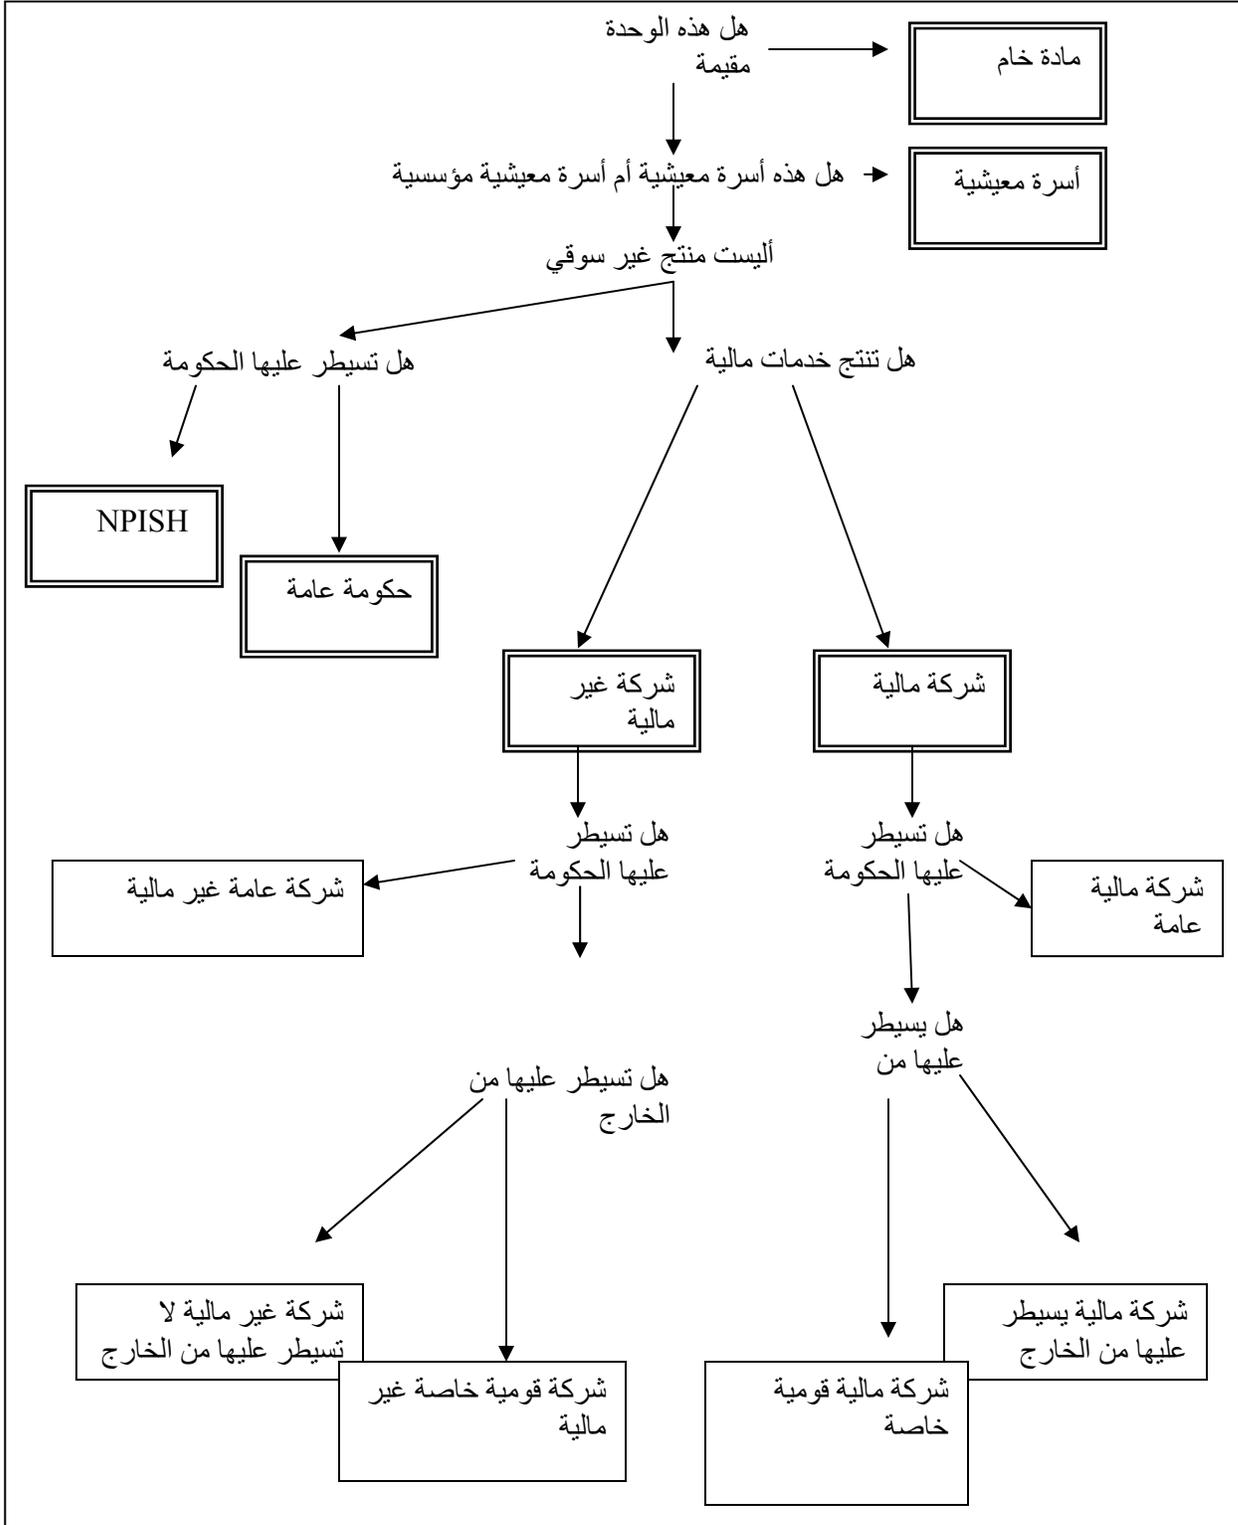 هل هذه الوحدة
مقيمة
مادة خام
هل هذه أسرة معيشية أم أسرة معيشية مؤسسية
أسرة معيشية
أليست منتج غير سوقي
هل تنتج خدمات مالية
هل تسيطر عليها الحكومة
NPISH
حكومة عامة
شركة مالية
شركة غير
مالية
هل تسيطر
عليها الحكومة
هل تسيطر
عليها الحكومة
شركة مالية
عامة
شركة عامة غير مالية
هل يسيطر
عليها من
هل تسيطر عليها من
الخارج
شركة مالية يسيطر
عليها من الخارج
شركة غير مالية لا
تسيطر عليها من الخارج
شركة مالية قومية
خاصة
شركة قومية خاصة غير
مالية